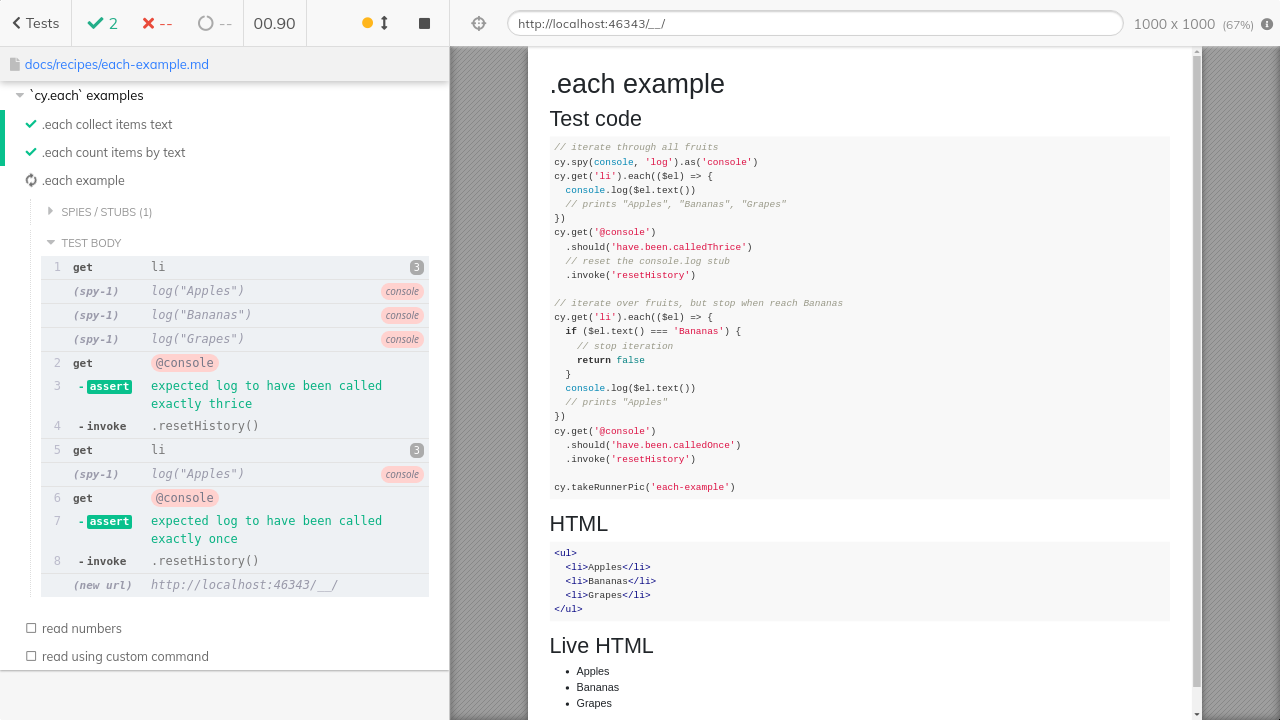 Tests 2 -- -- 00.90
docs/recipes/each-example.md
`cy.each` examples
.each collect items text
.each count items by text
.each example
SPIES / STUBS (1)
TEST BODY
1 get li 3
(spy-1) log("Apples") console
(spy-1) log("Bananas") console
(spy-1) log("Grapes") console
2 get @console
3 -assert expected log to have been called
exactly thrice
4 -invoke .resetHistory()
5 get li 3
(spy-1) log("Apples") console
6 get @console
7 -assert expected log to have been called
exactly once
8 -invoke .resetHistory()
(new url) http://localhost:46343/__/
read numbers
read using custom command
http://localhost:46343/__/ 1000 x 1000 (67%)
.each example
Test code
// iterate through all fruits
cy.spy(console, 'log').as('console')
cy.get('li').each(($el) => {
  console.log($el.text())
  // prints "Apples", "Bananas", "Grapes"
})
cy.get('@console')
  .should('have.been.calledThrice')
  // reset the console.log stub
  .invoke('resetHistory')

// iterate over fruits, but stop when reach Bananas
cy.get('li').each(($el) => {
  if ($el.text() === 'Bananas') {
    // stop iteration
    return false
  }
  console.log($el.text())
  // prints "Apples"
})
cy.get('@console')
  .should('have.been.calledOnce')
  .invoke('resetHistory')

cy.takeRunnerPic('each-example')
HTML
<ul>
  <li>Apples</li>
  <li>Bananas</li>
  <li>Grapes</li>
</ul>
Live HTML
• Apples
• Bananas
• Grapes